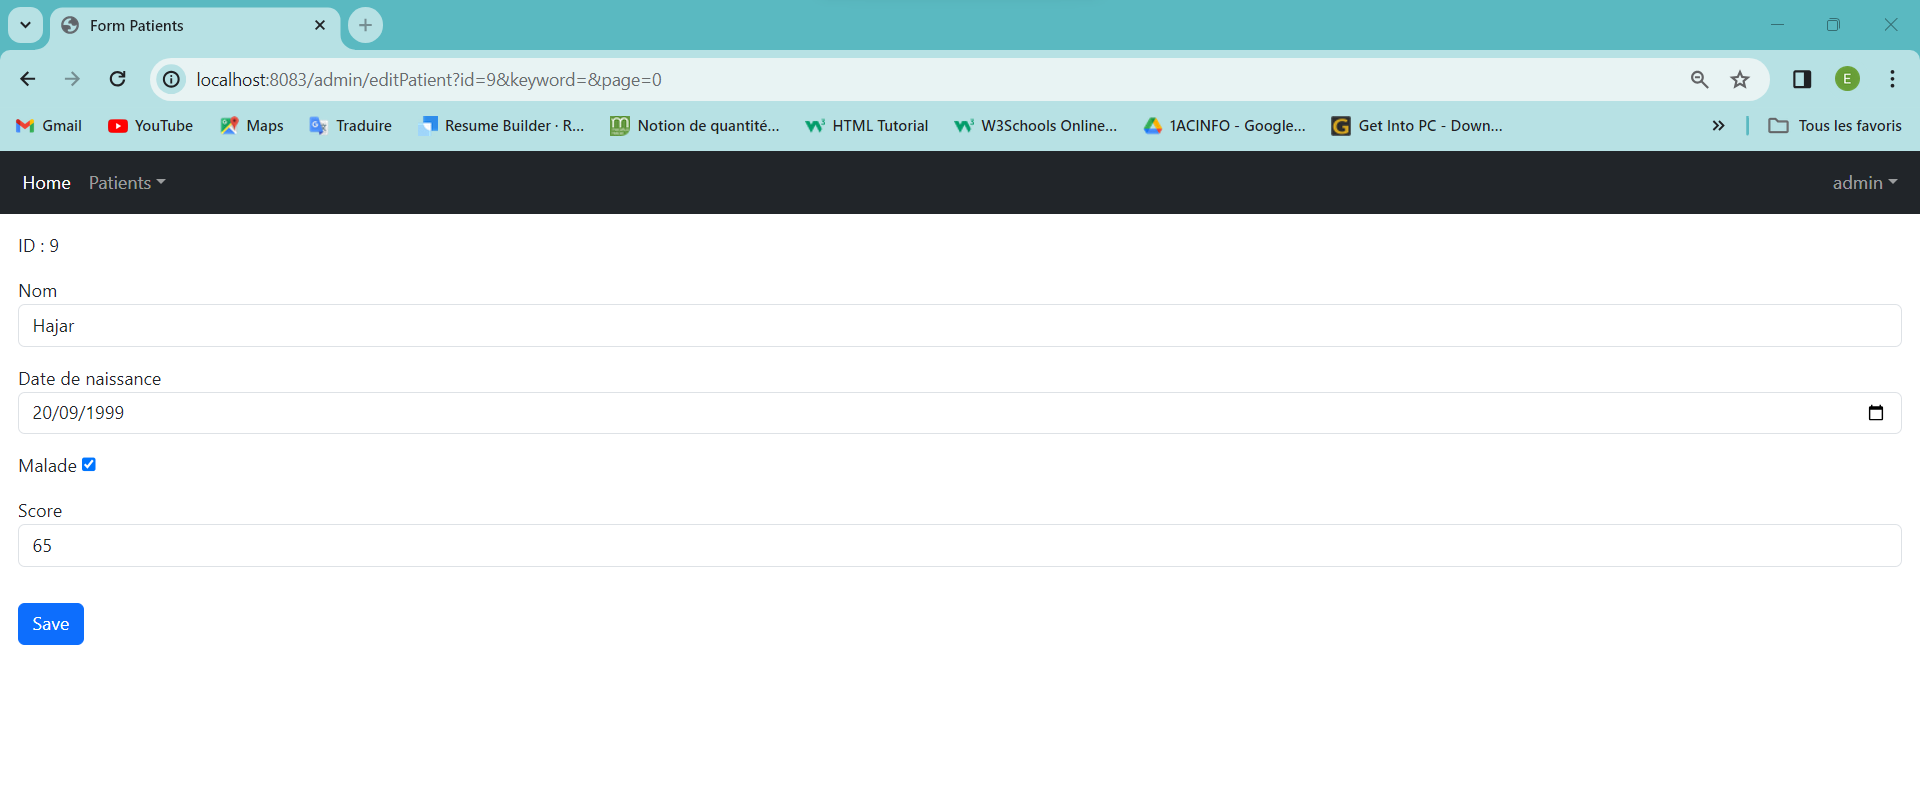 Form Patients
localhost:8083/admin/editPatient?id=9&keyword=&page=0
E
Gmail YouTube Maps Traduire Resume Builder · R... Notion de quantité... HTML Tutorial W3Schools Online... 1ACINFO - Google... Get Into PC - Down... Tous les favoris
Home Patients admin
ID : 9
Nom
Hajar
Date de naissance
20/09/1999
Malade
Score
65
Save